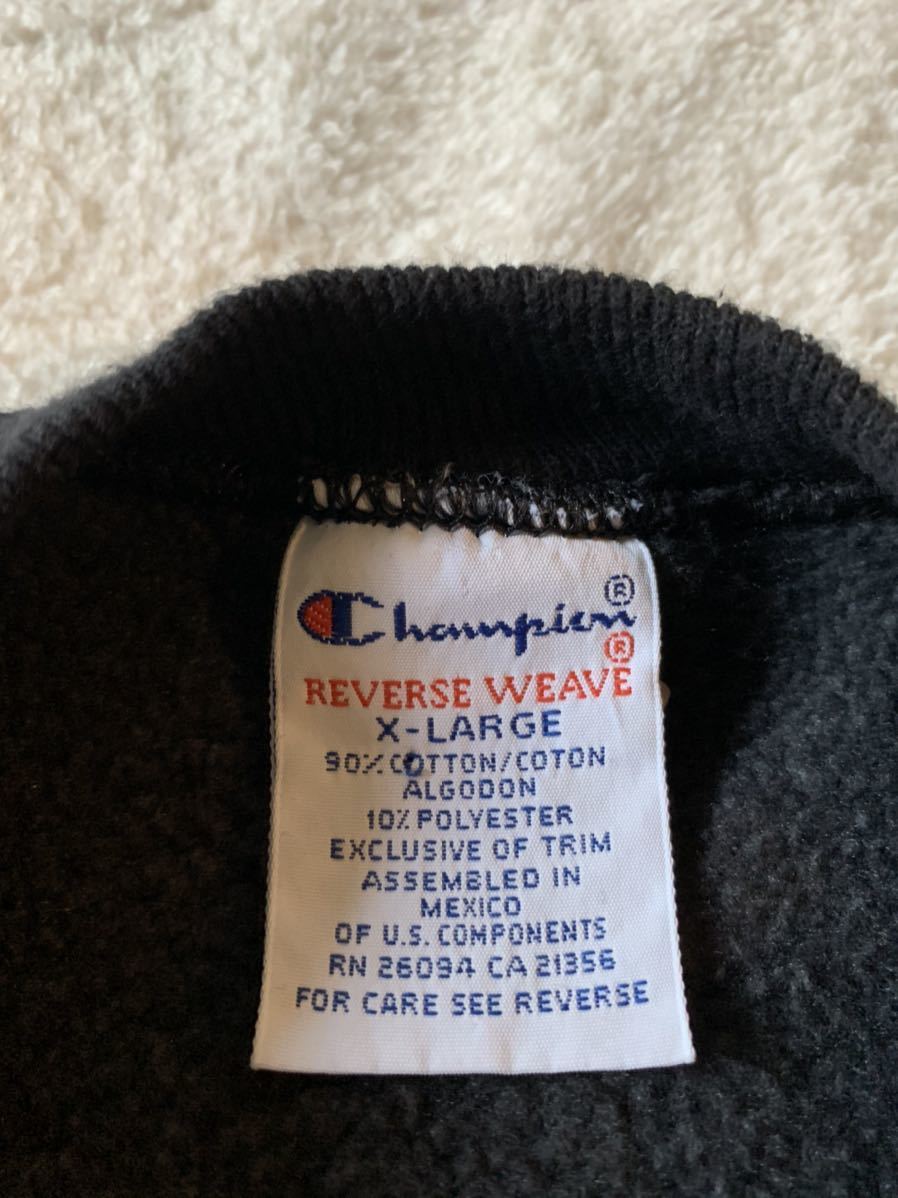 Champion®
REVERSE WEAVE®
X-LARGE
90% COTTON/COTON
ALGODON
10% POLYESTER
EXCLUSIVE OF TRIM
ASSEMBLED IN
MEXICO
OF U.S. COMPONENTS
RN 26094 CA 21356
FOR CARE SEE REVERSE